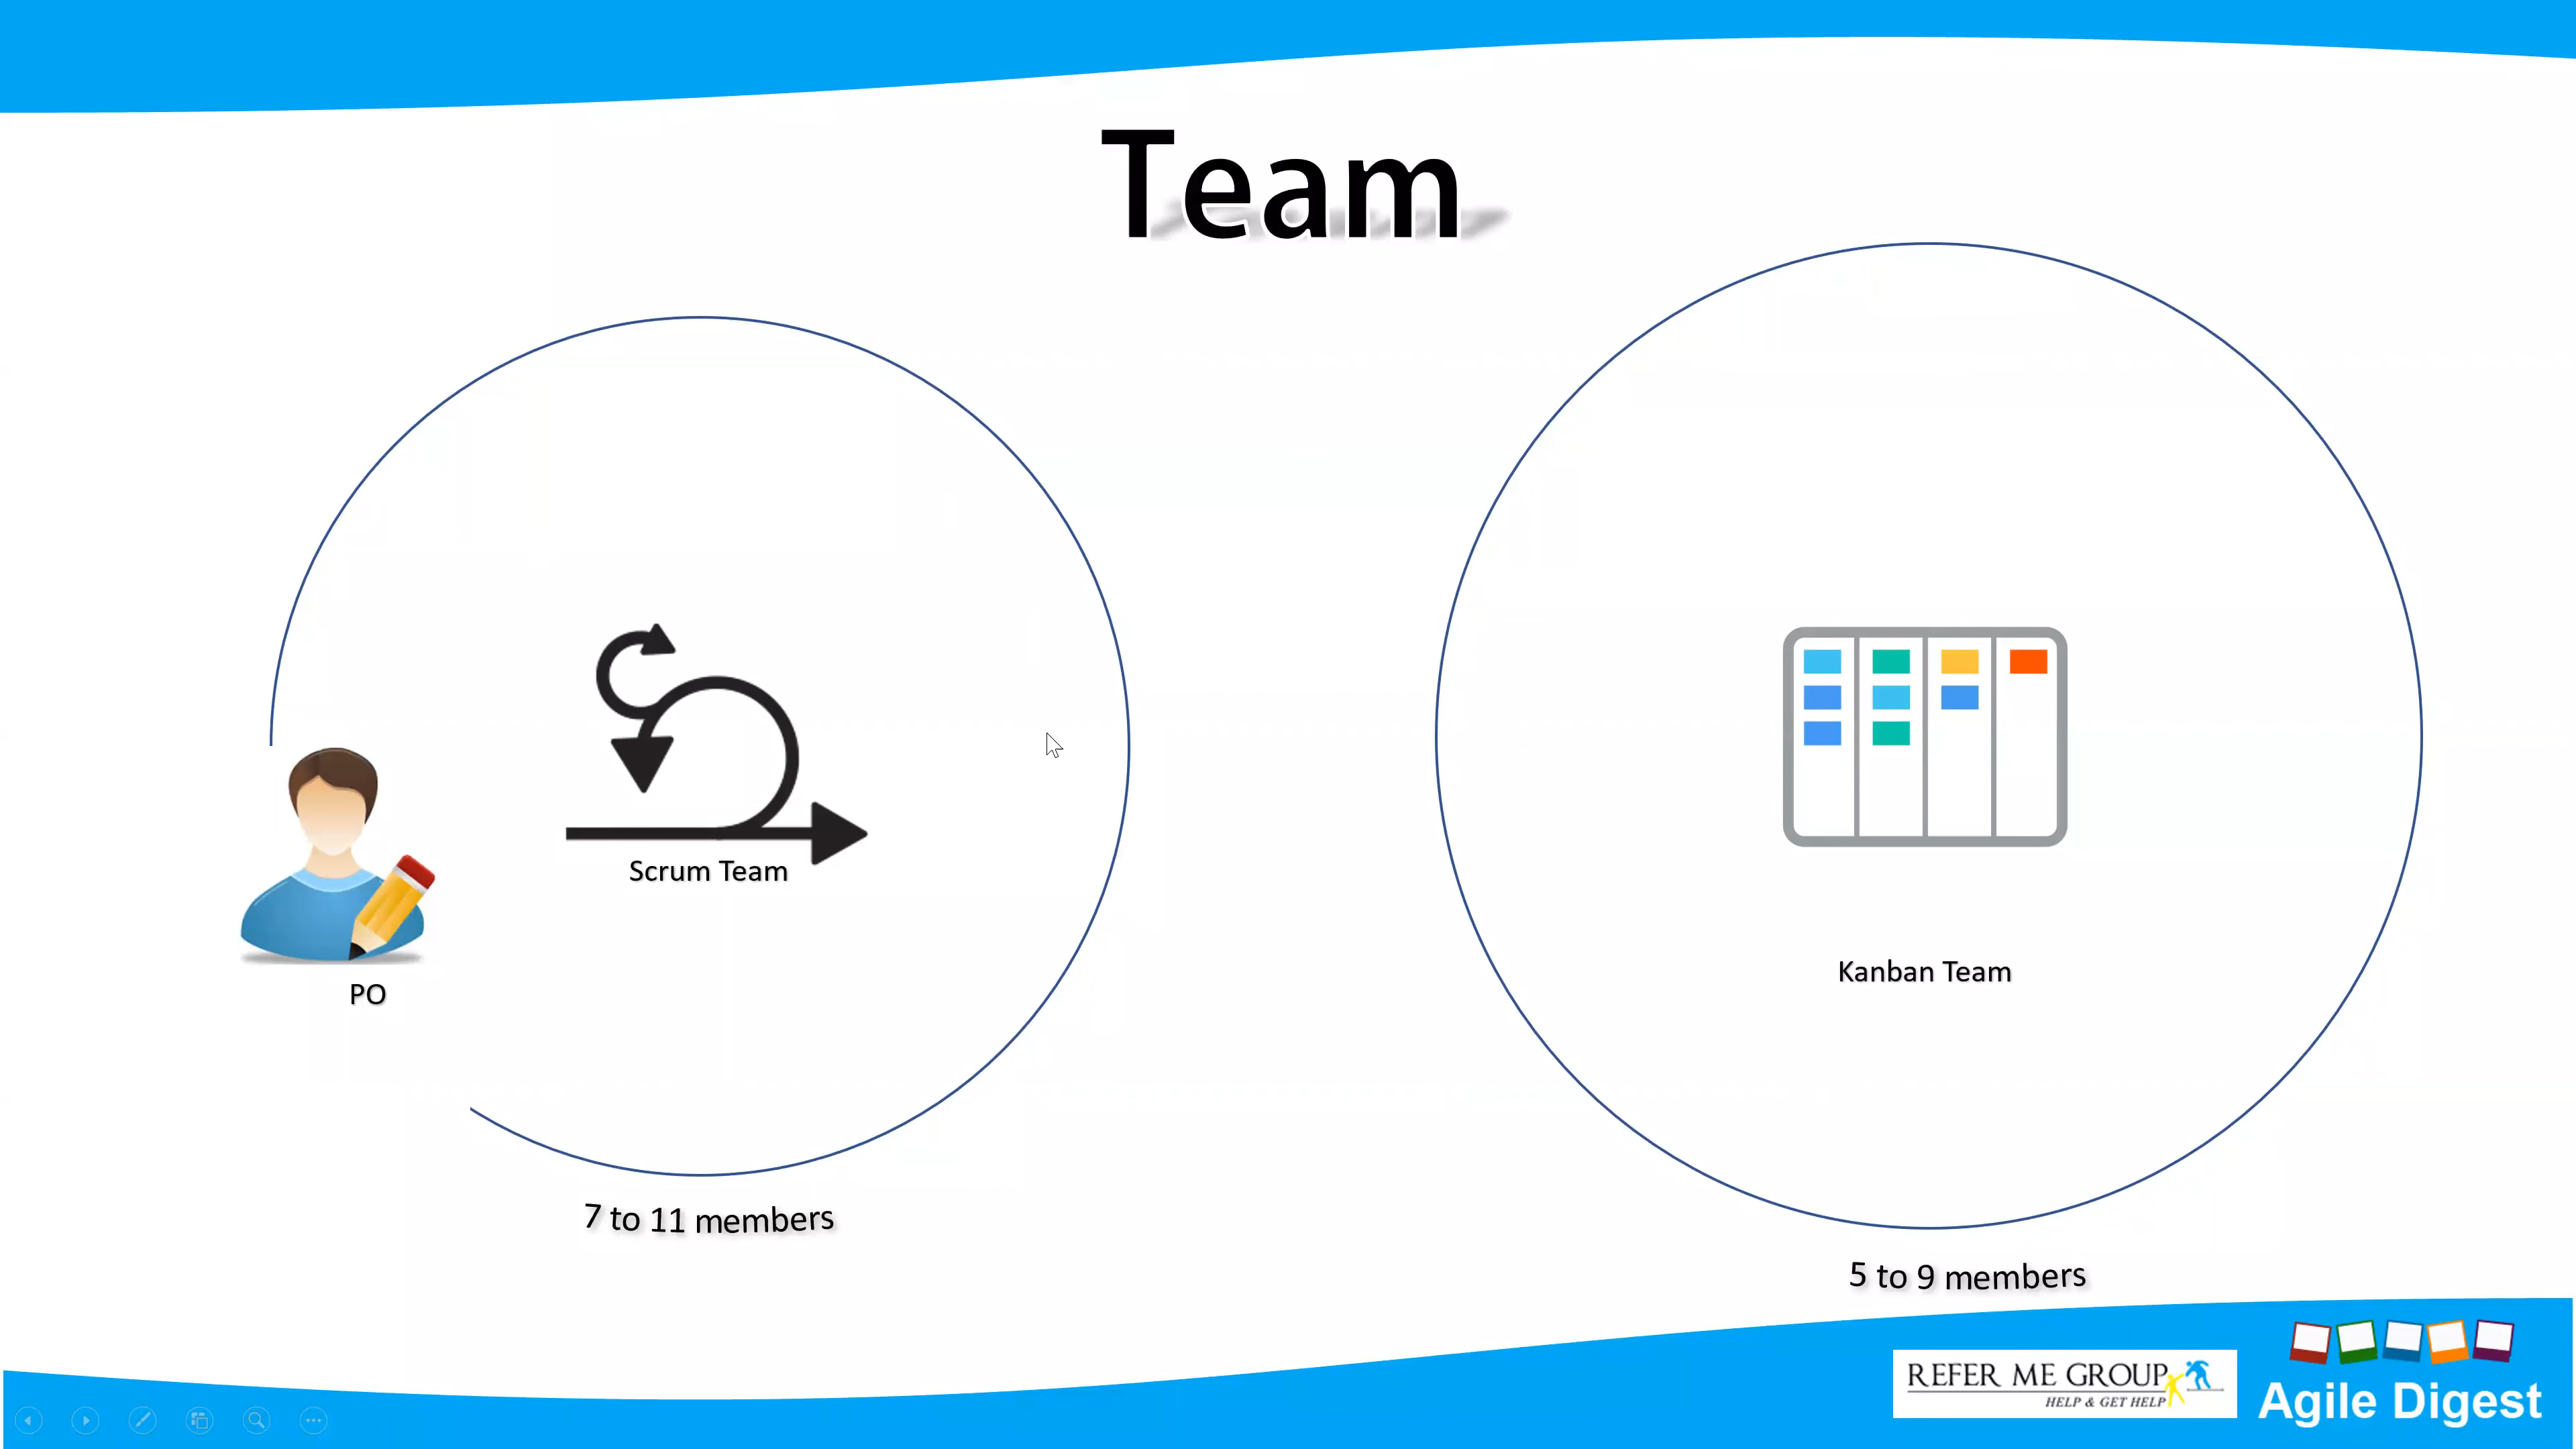 Team
Scrum Team
PO
7 to 11 members
Kanban Team
5 to 9 members
REFER ME GROUP
HELP & GET HELP
Agile Digest